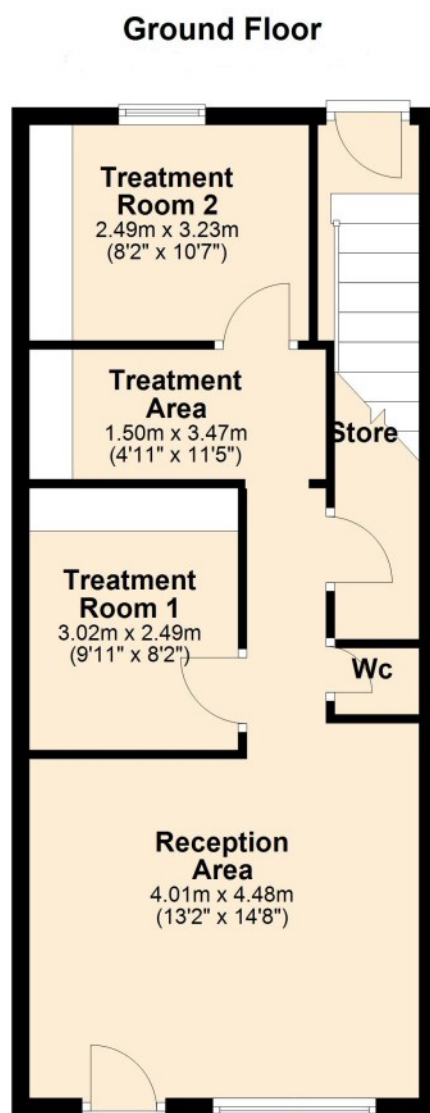 Ground Floor
Treatment
Room 2
2.49m x 3.23m
(8'2" x 10'7")
Treatment
Area
1.50m x 3.47m
(4'11" x 11'5")
Store
Treatment
Room 1
3.02m x 2.49m
(9'11" x 8'2")
Wc
Reception
Area
4.01m x 4.48m
(13'2" x 14'8")